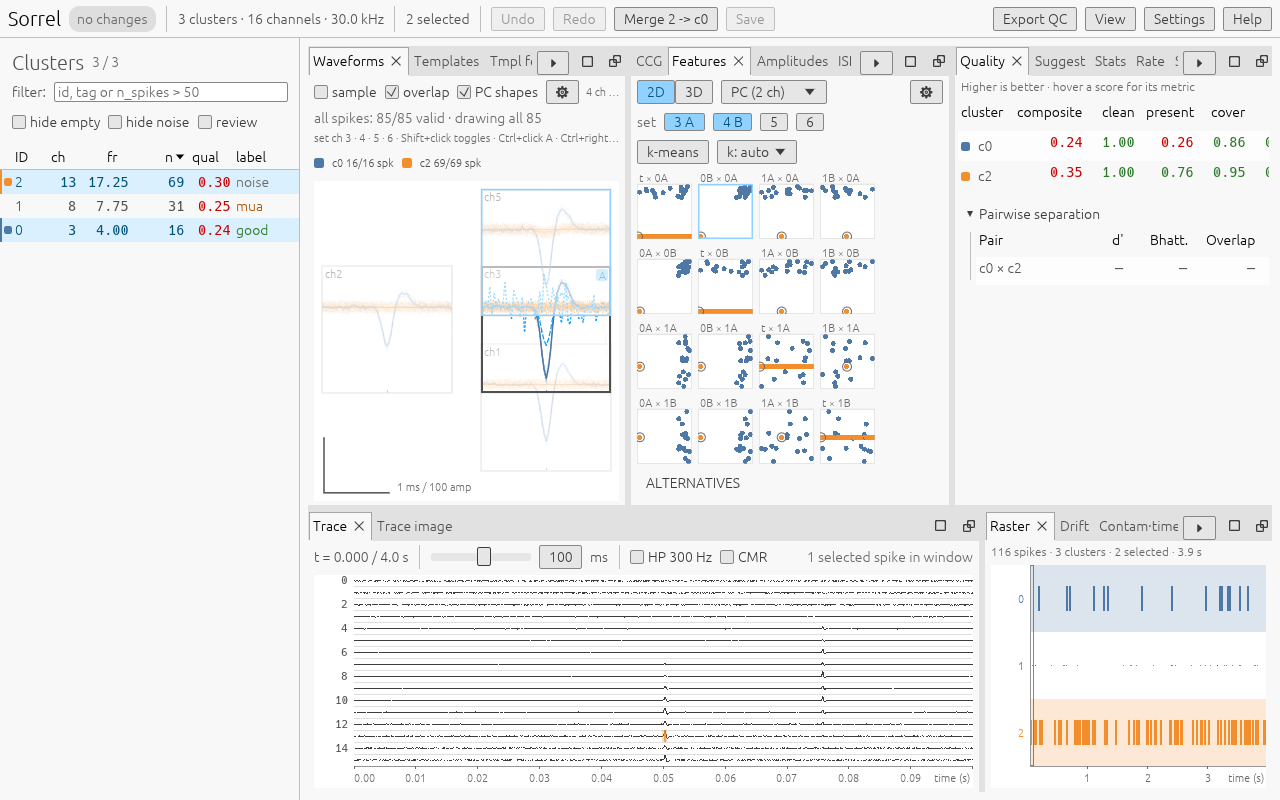 Sorrel no changes 3 clusters · 16 channels · 30.0 kHz 2 selected Undo Redo Merge 2 -> c0 Save Export QC View Settings Help
Clusters 3 / 3
filter: id, tag or n_spikes > 50
hide empty hide noise review
ID ch fr n qual label
2 13 17.25 69 0.30 noise
1 8 7.75 31 0.25 mua
0 3 4.00 16 0.24 good
Waveforms Templates Tmpl
sample overlap PC shapes 4 ch ...
all spikes: 85/85 valid · drawing all 85
set ch 3 · 4 · 5 · 6 · Shift+click toggles · Ctrl+click A · Ctrl+right...
c0 16/16 spk c2 69/69 spk
ch5
ch2
ch3 A
ch1
1 ms / 100 amp
CCG Features Amplitudes ISI
2D 3D PC (2 ch)
set 3 A 4 B 5 6
k-means k: auto
t × 0A 0B × 0A 1A × 0A 1B × 0A
0A × 0B t × 0B 1A × 0B 1B × 0B
0A × 1A 0B × 1A t × 1A 1B × 1A
0A × 1B 0B × 1B 1A × 1B t × 1B
ALTERNATIVES
Quality Suggest Stats Rate
Higher is better · hover a score for its metric
cluster composite clean present cover
c0 0.24 1.00 0.26 0.86
c2 0.35 1.00 0.76 0.95
Pairwise separation
Pair d' Bhatt. Overlap
c0 × c2 — — —
Trace Trace image
t = 0.000 / 4.0 s 100 ms HP 300 Hz CMR 1 selected spike in window
0
2
4
6
8
10
12
14
0.00 0.01 0.02 0.03 0.04 0.05 0.06 0.07 0.08 0.09 time (s)
Raster Drift Contam·time
116 spikes · 3 clusters · 2 selected · 3.9 s
0
1
2
1 2 3 time (s)